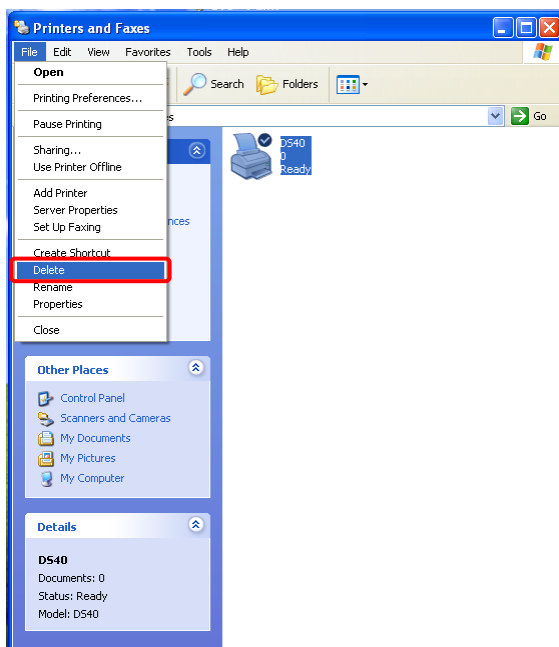 Printers and Faxes
File Edit View Favorites Tools Help
Open
Printing Preferences...
Pause Printing
Sharing...
Use Printer Offline
Add Printer
Server Properties
Set Up Faxing
Create Shortcut
Delete
Rename
Properties
Close
Search Folders
es Go
nces
DS40
0
Ready
Other Places
Control Panel
Scanners and Cameras
My Documents
My Pictures
My Computer
Details
DS40
Documents: 0
Status: Ready
Model: DS40